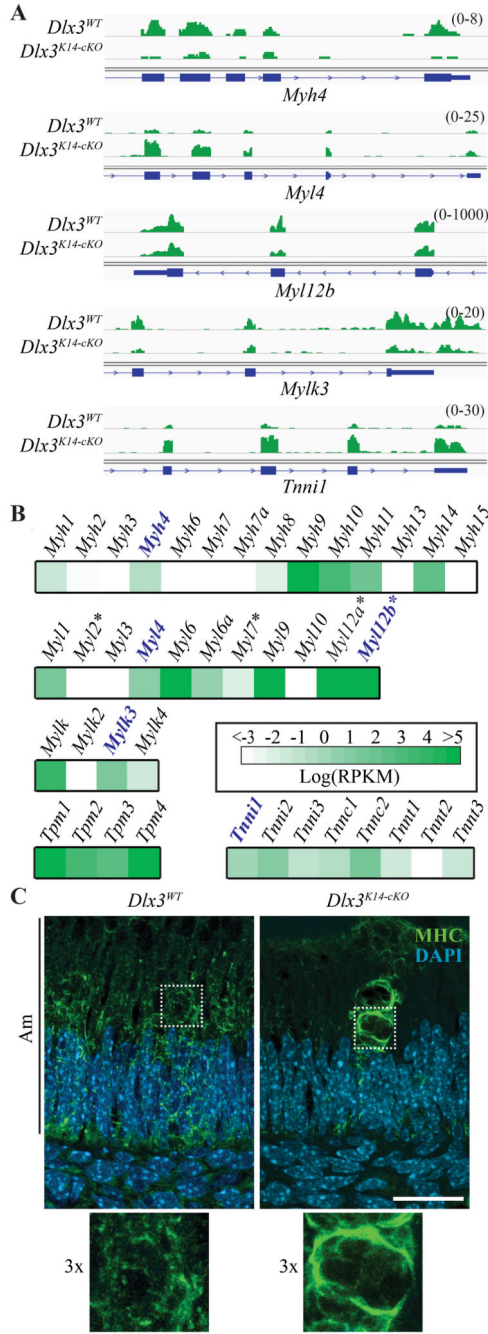 A
Dlx3WT (0-8)
Dlx3K14-cKO
Myh4
Dlx3WT (0-25)
Dlx3K14-cKO
Myl4
Dlx3WT (0-1000)
Dlx3K14-cKO
Myl12b
Dlx3WT (0-20)
Dlx3K14-cKO
Mylk3
Dlx3WT (0-30)
Dlx3K14-cKO
Tnni1
B
Myh1 Myh2 Myh3 Myh4 Myh6 Myh7 Myh7a Myh8 Myh9 Myh10 Myh11 Myh13 Myh14 Myh15
Myl1 Myl2* Myl3 Myl4 Myl6 Myl6a Myl7* Myl9 Myl10 Myl12a* Myl12b*
Mylk Mylk2 Mylk3 Mylk4
<-3 -2 -1 0 1 2 3 4 >5
Log(RPKM)
Tpm1 Tpm2 Tpm3 Tpm4
Tnni1 Tnni2 Tnni3 Tnnc1 Tnnc2 Tnnt1 Tnnt2 Tnnt3
C
Dlx3WT Dlx3K14-cKO
MHC
DAPI
Am
3x 3x